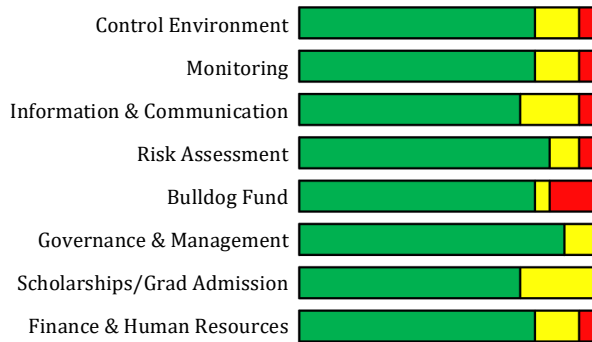 Control Environment
Monitoring
Information & Communication
Risk Assessment
Bulldog Fund
Governance & Management
Scholarships/Grad Admission
Finance & Human Resources